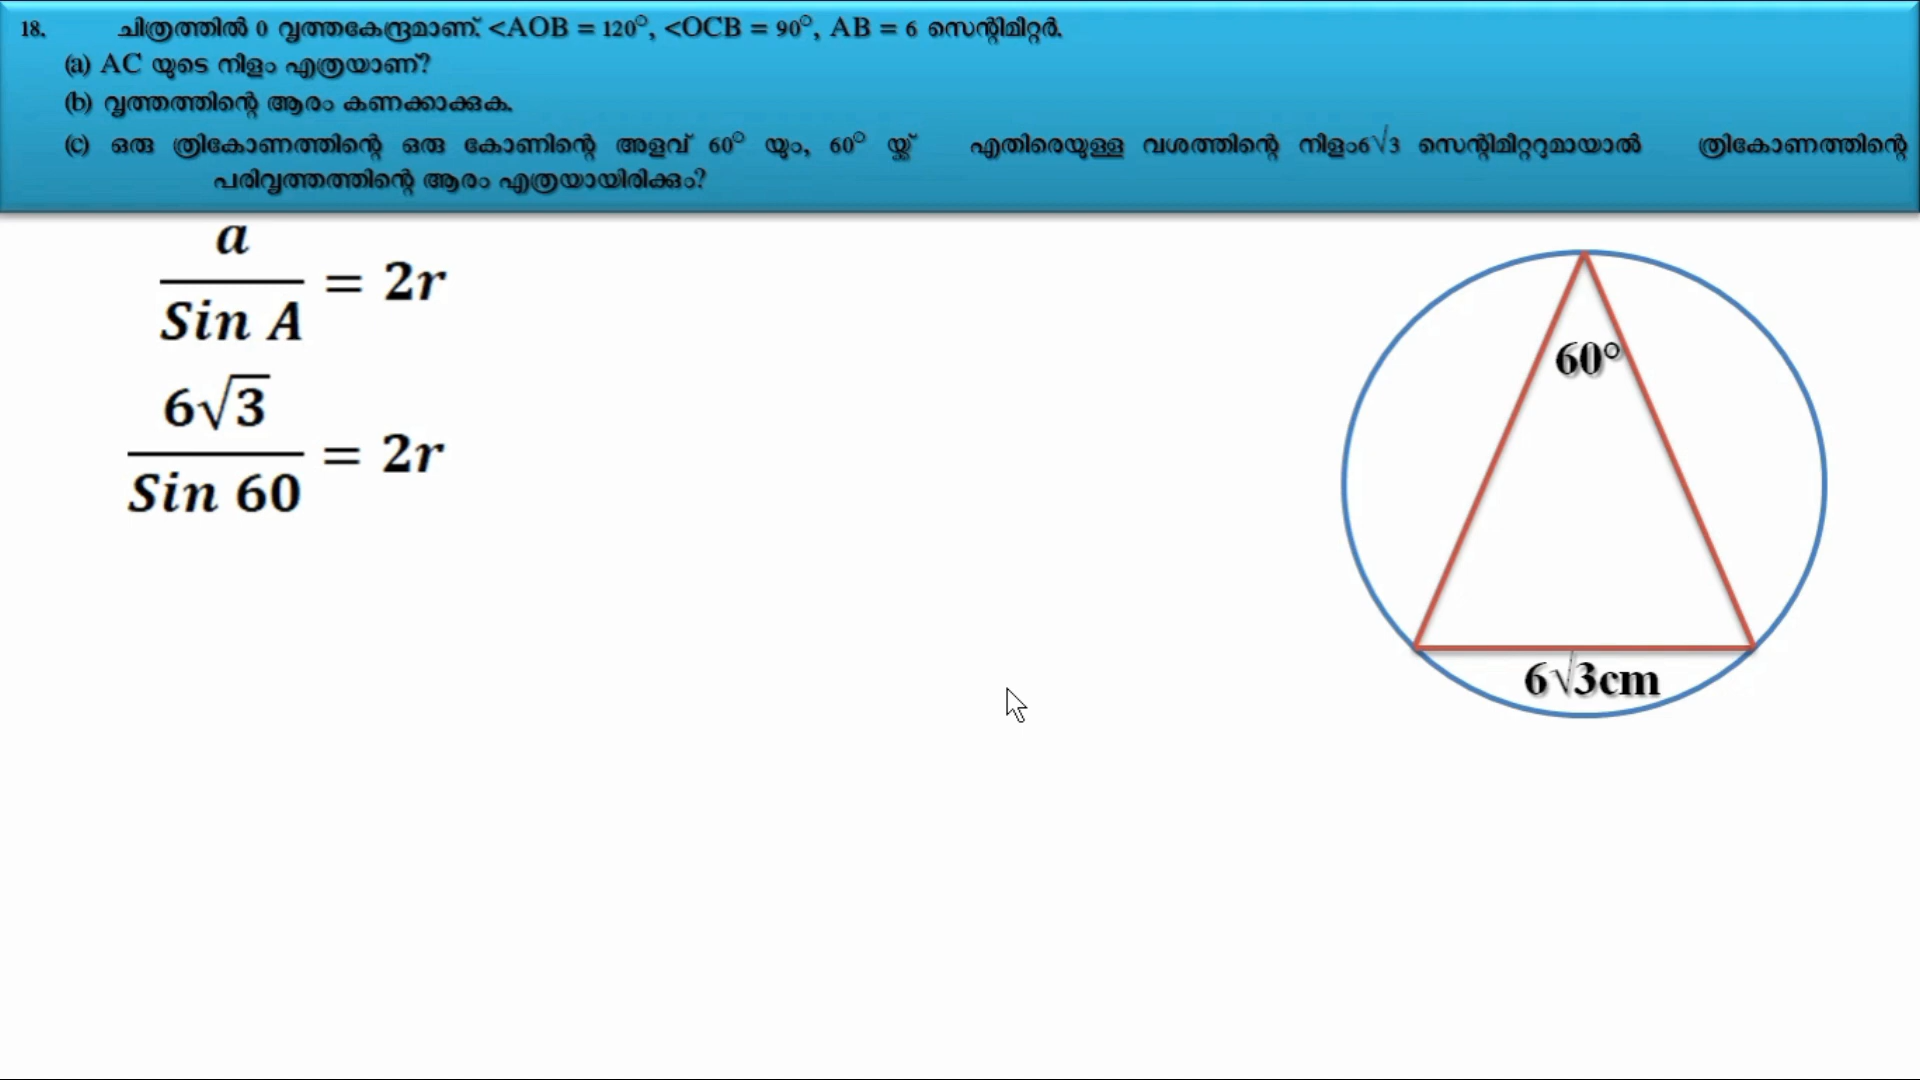 18. ചിത്രത്തിൽ 0 വൃത്തകേന്ദ്രമാണ്. <AOB = 120°, <OCB = 90°, AB = 6 സെന്റിമീറ്റർ.
(a) AC യുടെ നീളം എത്രയാണ്?
(b) വൃത്തത്തിന്റെ ആരം കണക്കാക്കുക.
(c) ഒരു ത്രികോണത്തിന്റെ ഒരു കോണിന്റെ അളവ് 60° യും, 60° യ്ക്ക് എതിരെയുള്ള വശത്തിന്റെ നീളം6√3 സെന്റിമീറ്ററുമായാൽ ത്രികോണത്തിന്റെ
പരിവൃത്തത്തിന്റെ ആരം എത്രയായിരിക്കും?
a / Sin A = 2r
6√3 / Sin 60 = 2r
60°
6√3cm